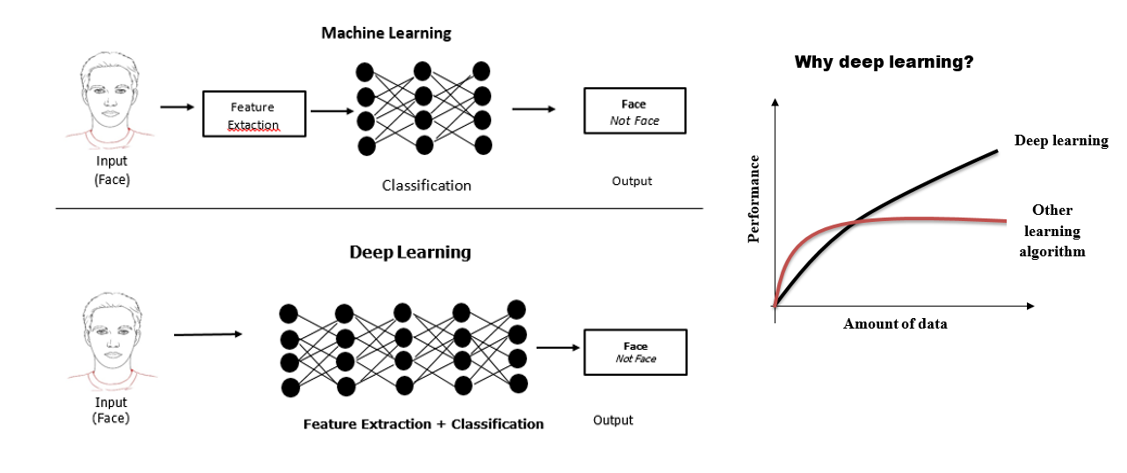 Machine Learning
Feature
Extaction
Face
Not Face
Input
(Face)
Classification
Output
Deep Learning
Face
Not Face
Input
(Face)
Feature Extraction + Classification
Output
Why deep learning?
Performance
Deep learning
Other
learning
algorithm
Amount of data